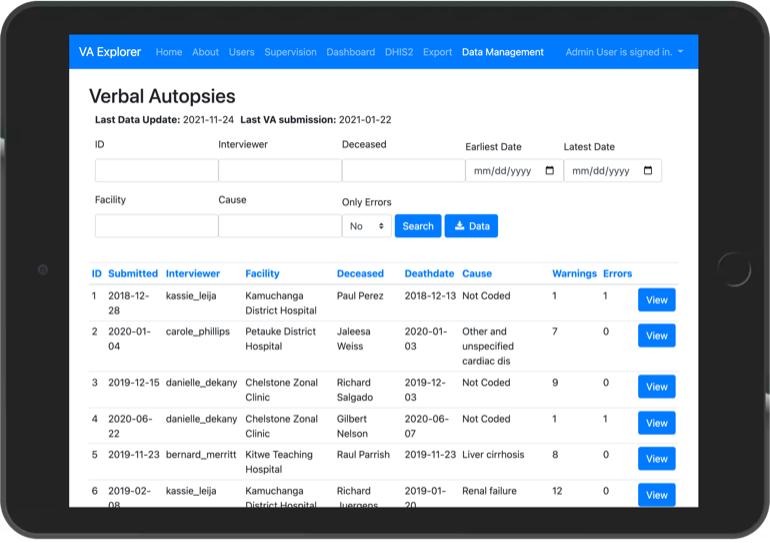 VA Explorer Home About Users Supervision Dashboard DHIS2 Export Data Management Admin User is signed in.
Verbal Autopsies
Last Data Update: 2021-11-24 Last VA submission: 2021-01-22
ID Interviewer Deceased Earliest Date Latest Date
mm/dd/yyyy mm/dd/yyyy
Facility Cause Only Errors
No Search Data
ID Submitted Interviewer Facility Deceased Deathdate Cause Warnings Errors
1 2018-12- kassie_leija Kamuchanga Paul Perez 2018-12-13 Not Coded 1 1 View
28 District Hospital
2 2020-01- carole_phillips Petauke District Jaleesa 2020-01- Other and 7 0 View
04 Hospital Weiss 03 unspecified
cardiac dis
3 2019-12-15 danielle_dekany Chelstone Zonal Richard 2019-12- Not Coded 9 0 View
Clinic Salgado 03
4 2020-06- danielle_dekany Chelstone Zonal Gilbert 2020-06- Not Coded 1 1 View
22 Clinic Nelson 07
5 2019-11-23 bernard_merritt Kitwe Teaching Raul Parrish 2019-11-23 Liver cirrhosis 8 0 View
Hospital
6 2019-02- kassie_leija Kamuchanga Richard 2019-01- Renal failure 12 0 View
08 District Hospital Juergens 20